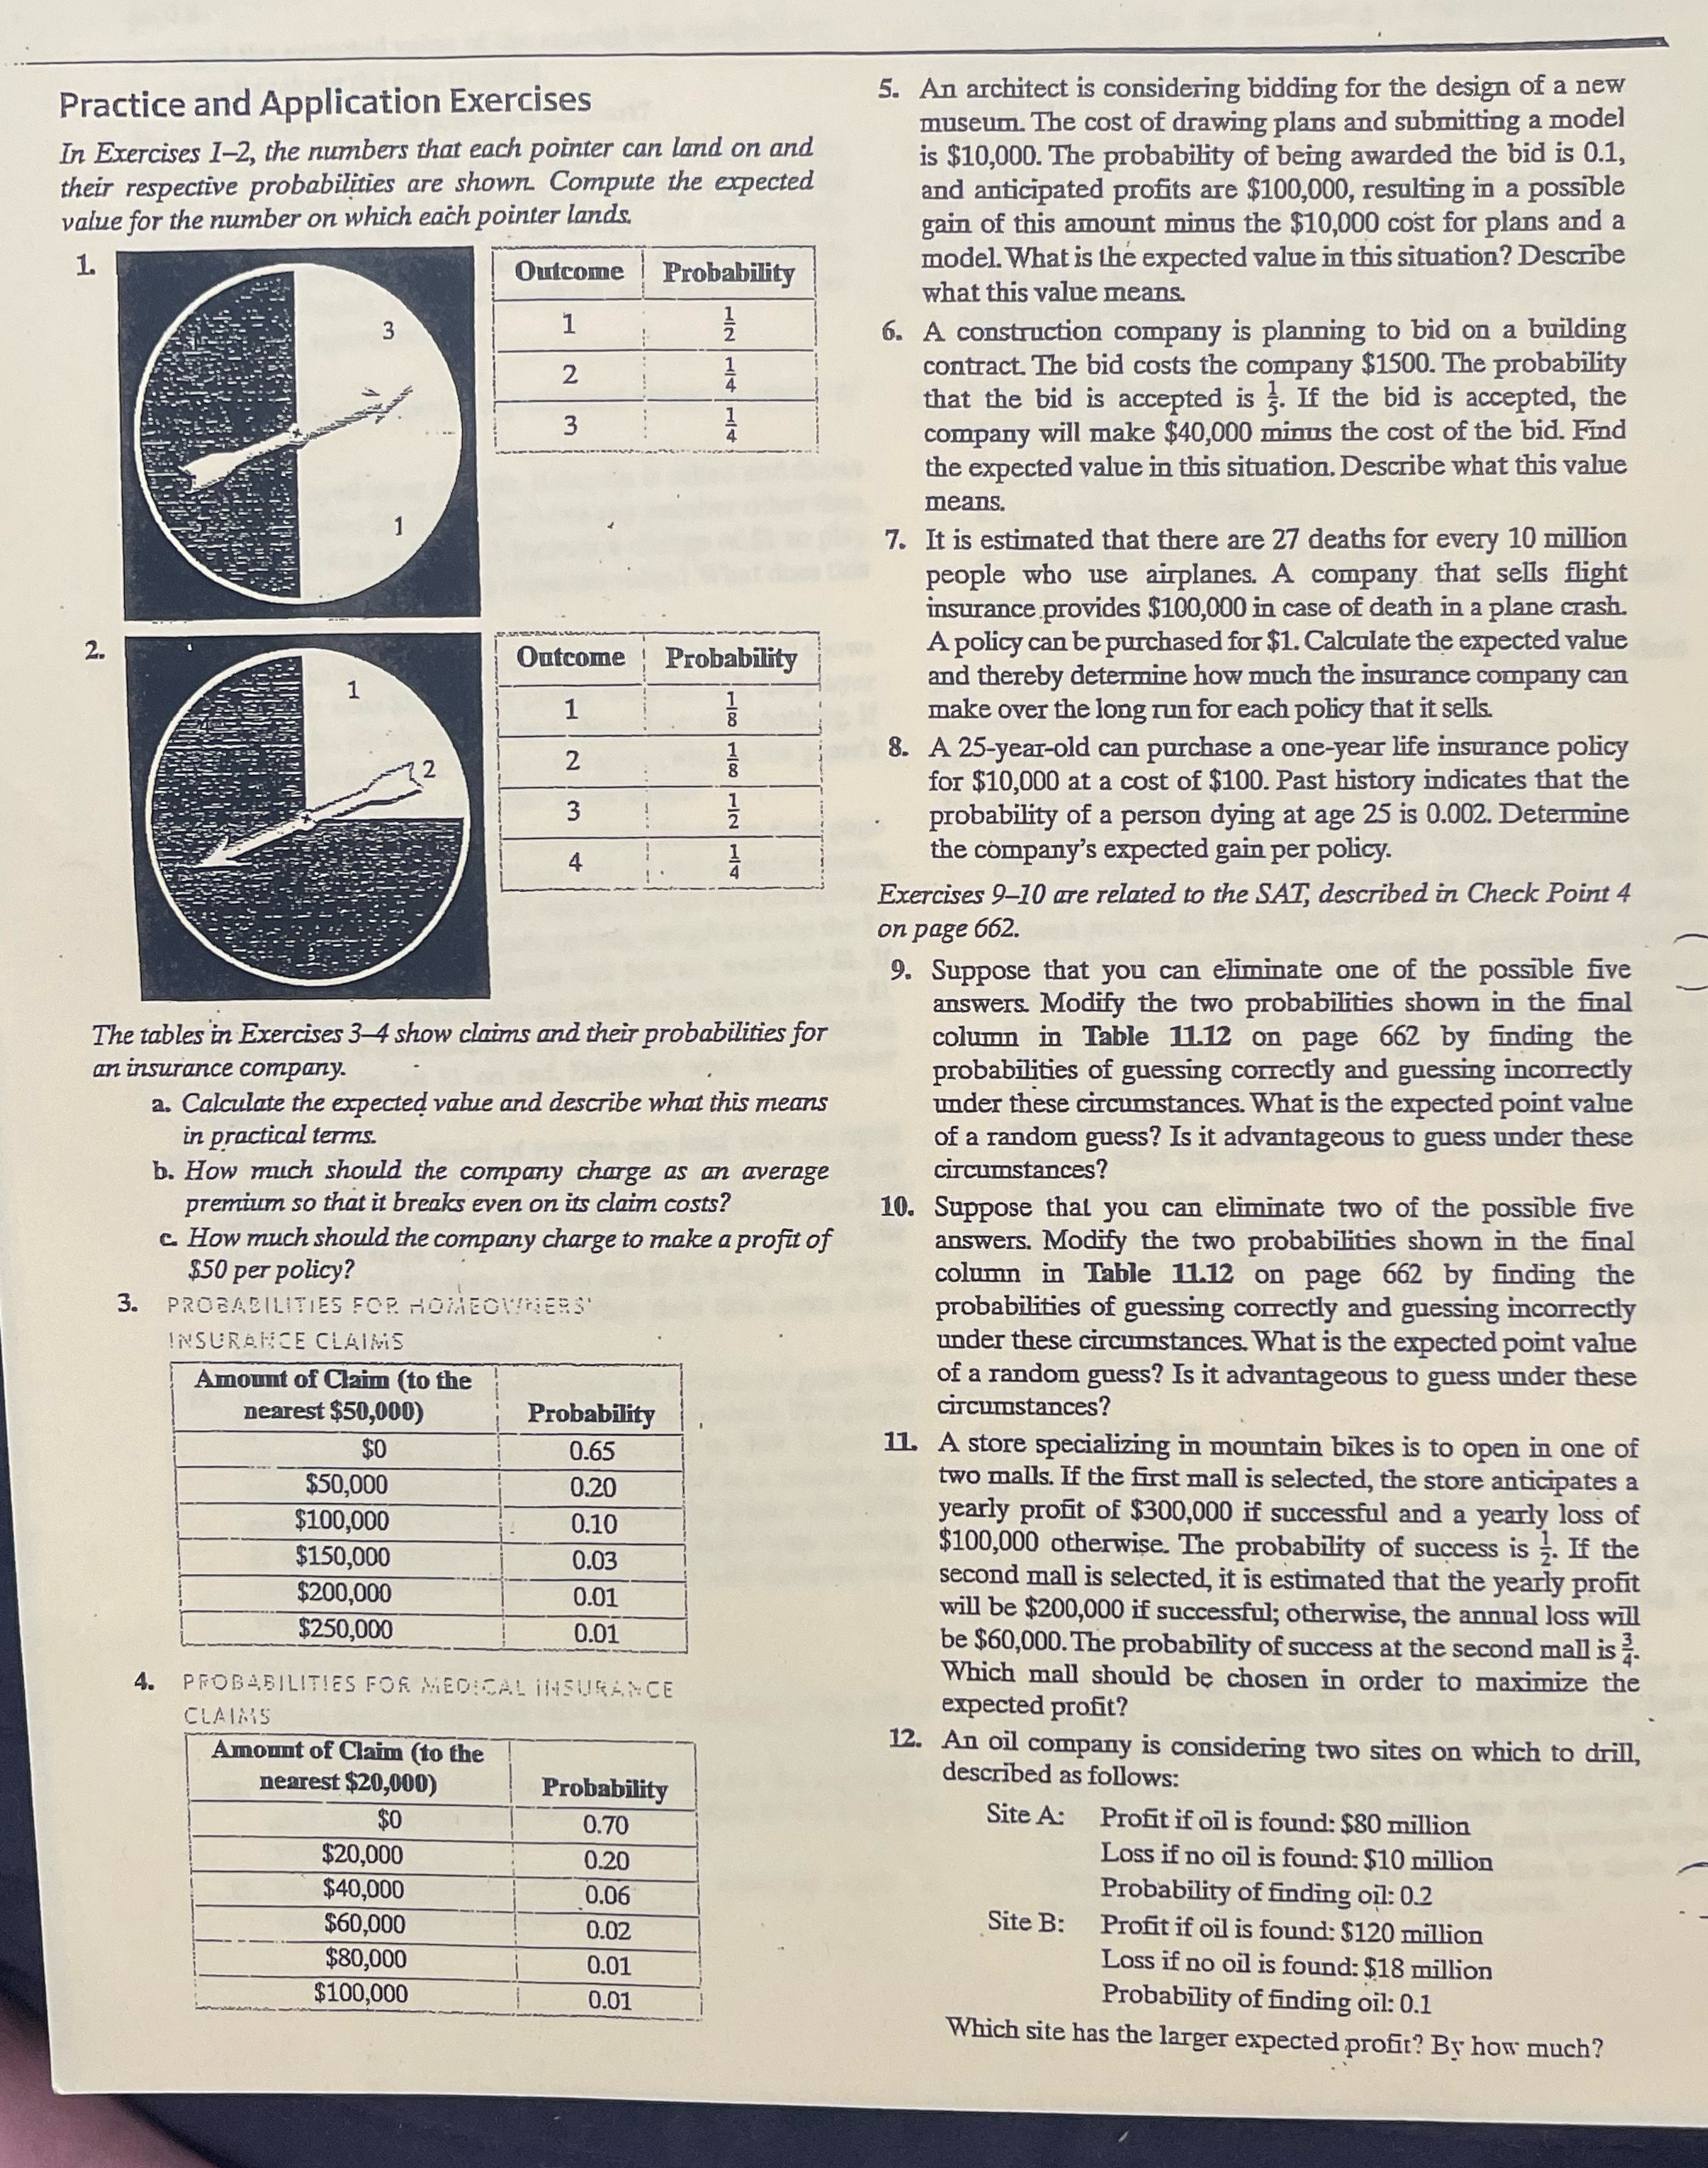 Practice and Application Exercises
In Exercises 1–2, the numbers that each pointer can land on and
their respective probabilities are shown. Compute the expected
value for the number on which each pointer lands.
1.
3
1
Outcome Probability
1 1/2
2 1/4
3 1/4
2.
1
2
Outcome Probability
1 1/8
2 1/8
3 1/2
4 1/4
The tables in Exercises 3–4 show claims and their probabilities for
an insurance company.
a. Calculate the expected value and describe what this means
in practical terms.
b. How much should the company charge as an average
premium so that it breaks even on its claim costs?
c. How much should the company charge to make a profit of
$50 per policy?
3. PROBABILITIES FOR HOMEOWNERS'
INSURANCE CLAIMS
Amount of Claim (to the
nearest $50,000) Probability
$0 0.65
$50,000 0.20
$100,000 0.10
$150,000 0.03
$200,000 0.01
$250,000 0.01
4. PROBABILITIES FOR MEDICAL INSURANCE
CLAIMS
Amount of Claim (to the
nearest $20,000) Probability
$0 0.70
$20,000 0.20
$40,000 0.06
$60,000 0.02
$80,000 0.01
$100,000 0.01
5. An architect is considering bidding for the design of a new
museum. The cost of drawing plans and submitting a model
is $10,000. The probability of being awarded the bid is 0.1,
and anticipated profits are $100,000, resulting in a possible
gain of this amount minus the $10,000 cost for plans and a
model. What is the expected value in this situation? Describe
what this value means.
6. A construction company is planning to bid on a building
contract. The bid costs the company $1500. The probability
that the bid is accepted is 1/5. If the bid is accepted, the
company will make $40,000 minus the cost of the bid. Find
the expected value in this situation. Describe what this value
means.
7. It is estimated that there are 27 deaths for every 10 million
people who use airplanes. A company that sells flight
insurance provides $100,000 in case of death in a plane crash.
A policy can be purchased for $1. Calculate the expected value
and thereby determine how much the insurance company can
make over the long run for each policy that it sells.
8. A 25-year-old can purchase a one-year life insurance policy
for $10,000 at a cost of $100. Past history indicates that the
probability of a person dying at age 25 is 0.002. Determine
the company's expected gain per policy.
Exercises 9–10 are related to the SAT, described in Check Point 4
on page 662.
9. Suppose that you can eliminate one of the possible five
answers. Modify the two probabilities shown in the final
column in Table 11.12 on page 662 by finding the
probabilities of guessing correctly and guessing incorrectly
under these circumstances. What is the expected point value
of a random guess? Is it advantageous to guess under these
circumstances?
10. Suppose that you can eliminate two of the possible five
answers. Modify the two probabilities shown in the final
column in Table 11.12 on page 662 by finding the
probabilities of guessing correctly and guessing incorrectly
under these circumstances. What is the expected point value
of a random guess? Is it advantageous to guess under these
circumstances?
11. A store specializing in mountain bikes is to open in one of
two malls. If the first mall is selected, the store anticipates a
yearly profit of $300,000 if successful and a yearly loss of
$100,000 otherwise. The probability of success is 1/2. If the
second mall is selected, it is estimated that the yearly profit
will be $200,000 if successful; otherwise, the annual loss will
be $60,000. The probability of success at the second mall is 3/4.
Which mall should be chosen in order to maximize the
expected profit?
12. An oil company is considering two sites on which to drill,
described as follows:
Site A: Profit if oil is found: $80 million
Loss if no oil is found: $10 million
Probability of finding oil: 0.2
Site B: Profit if oil is found: $120 million
Loss if no oil is found: $18 million
Probability of finding oil: 0.1
Which site has the larger expected profit? By how much?